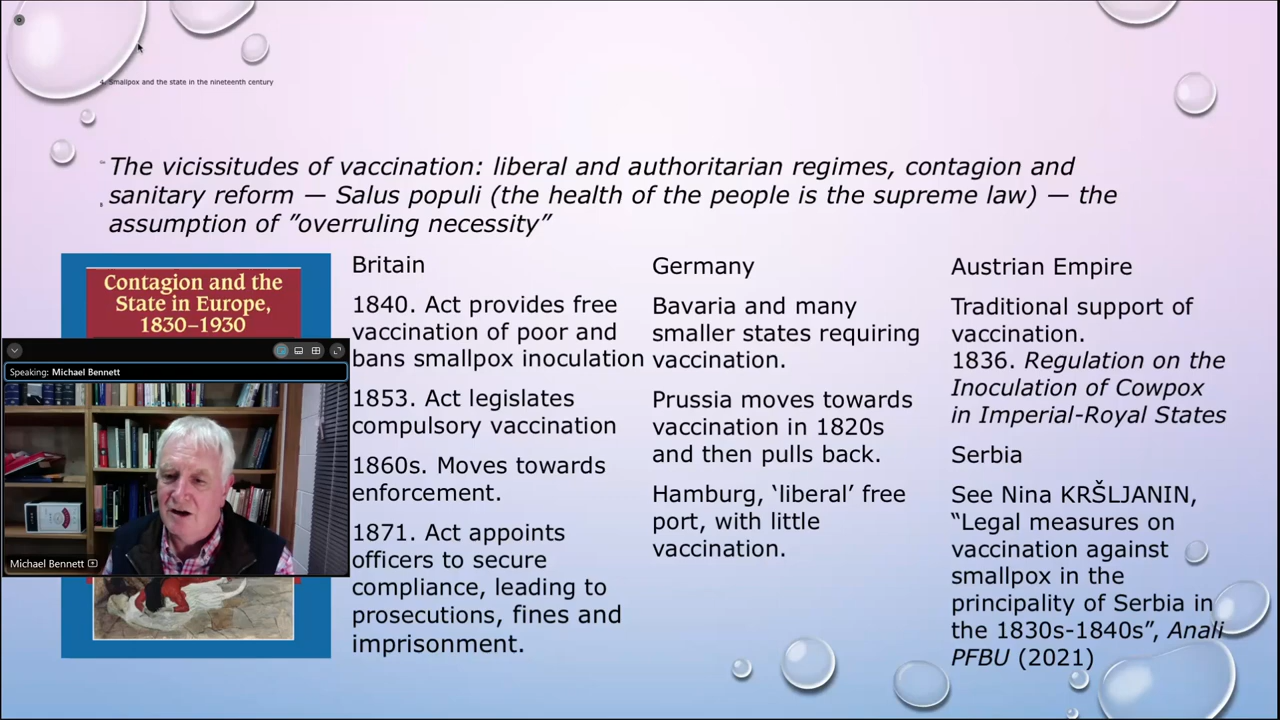 4. Smallpox and the state in the nineteenth century
The vicissitudes of vaccination: liberal and authoritarian regimes, contagion and
sanitary reform — Salus populi (the health of the people is the supreme law) — the
assumption of ”overruling necessity”
Contagion and the
State in Europe,
1830–1930
Speaking: Michael Bennett
Michael Bennett
Britain
1840. Act provides free
vaccination of poor and
bans smallpox inoculation
1853. Act legislates
compulsory vaccination
1860s. Moves towards
enforcement.
1871. Act appoints
officers to secure
compliance, leading to
prosecutions, fines and
imprisonment.
Germany
Bavaria and many
smaller states requiring
vaccination.
Prussia moves towards
vaccination in 1820s
and then pulls back.
Hamburg, ‘liberal’ free
port, with little
vaccination.
Austrian Empire
Traditional support of
vaccination.
1836. Regulation on the
Inoculation of Cowpox
in Imperial-Royal States
Serbia
See Nina KRŠLJANIN,
“Legal measures on
vaccination against
smallpox in the
principality of Serbia in
the 1830s-1840s”, Anali
PFBU (2021)